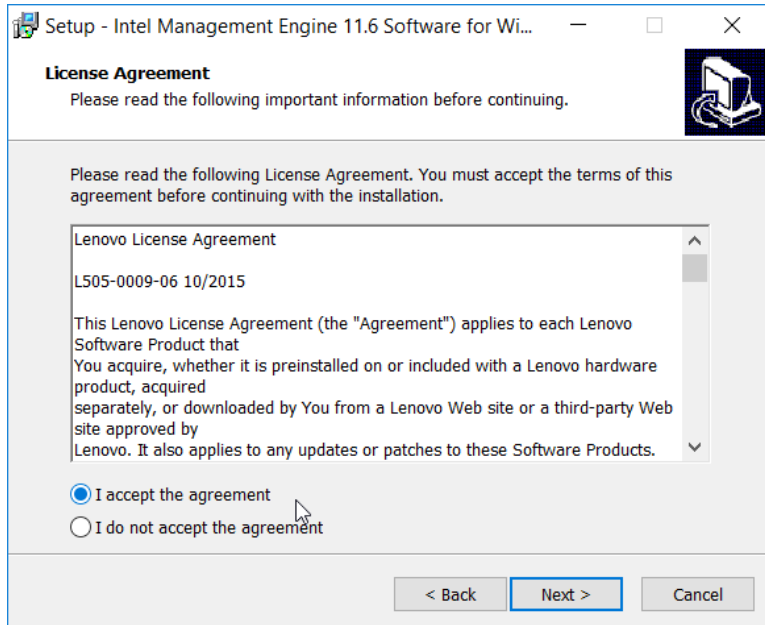 Setup - Intel Management Engine 11.6 Software for Wi...
License Agreement
Please read the following important information before continuing.
Please read the following License Agreement. You must accept the terms of this
agreement before continuing with the installation.
Lenovo License Agreement
L505-0009-06 10/2015
This Lenovo License Agreement (the "Agreement") applies to each Lenovo
Software Product that
You acquire, whether it is preinstalled on or included with a Lenovo hardware
product, acquired
separately, or downloaded by You from a Lenovo Web site or a third-party Web
site approved by
Lenovo. It also applies to any updates or patches to these Software Products.
I accept the agreement
I do not accept the agreement
< Back
Next >
Cancel